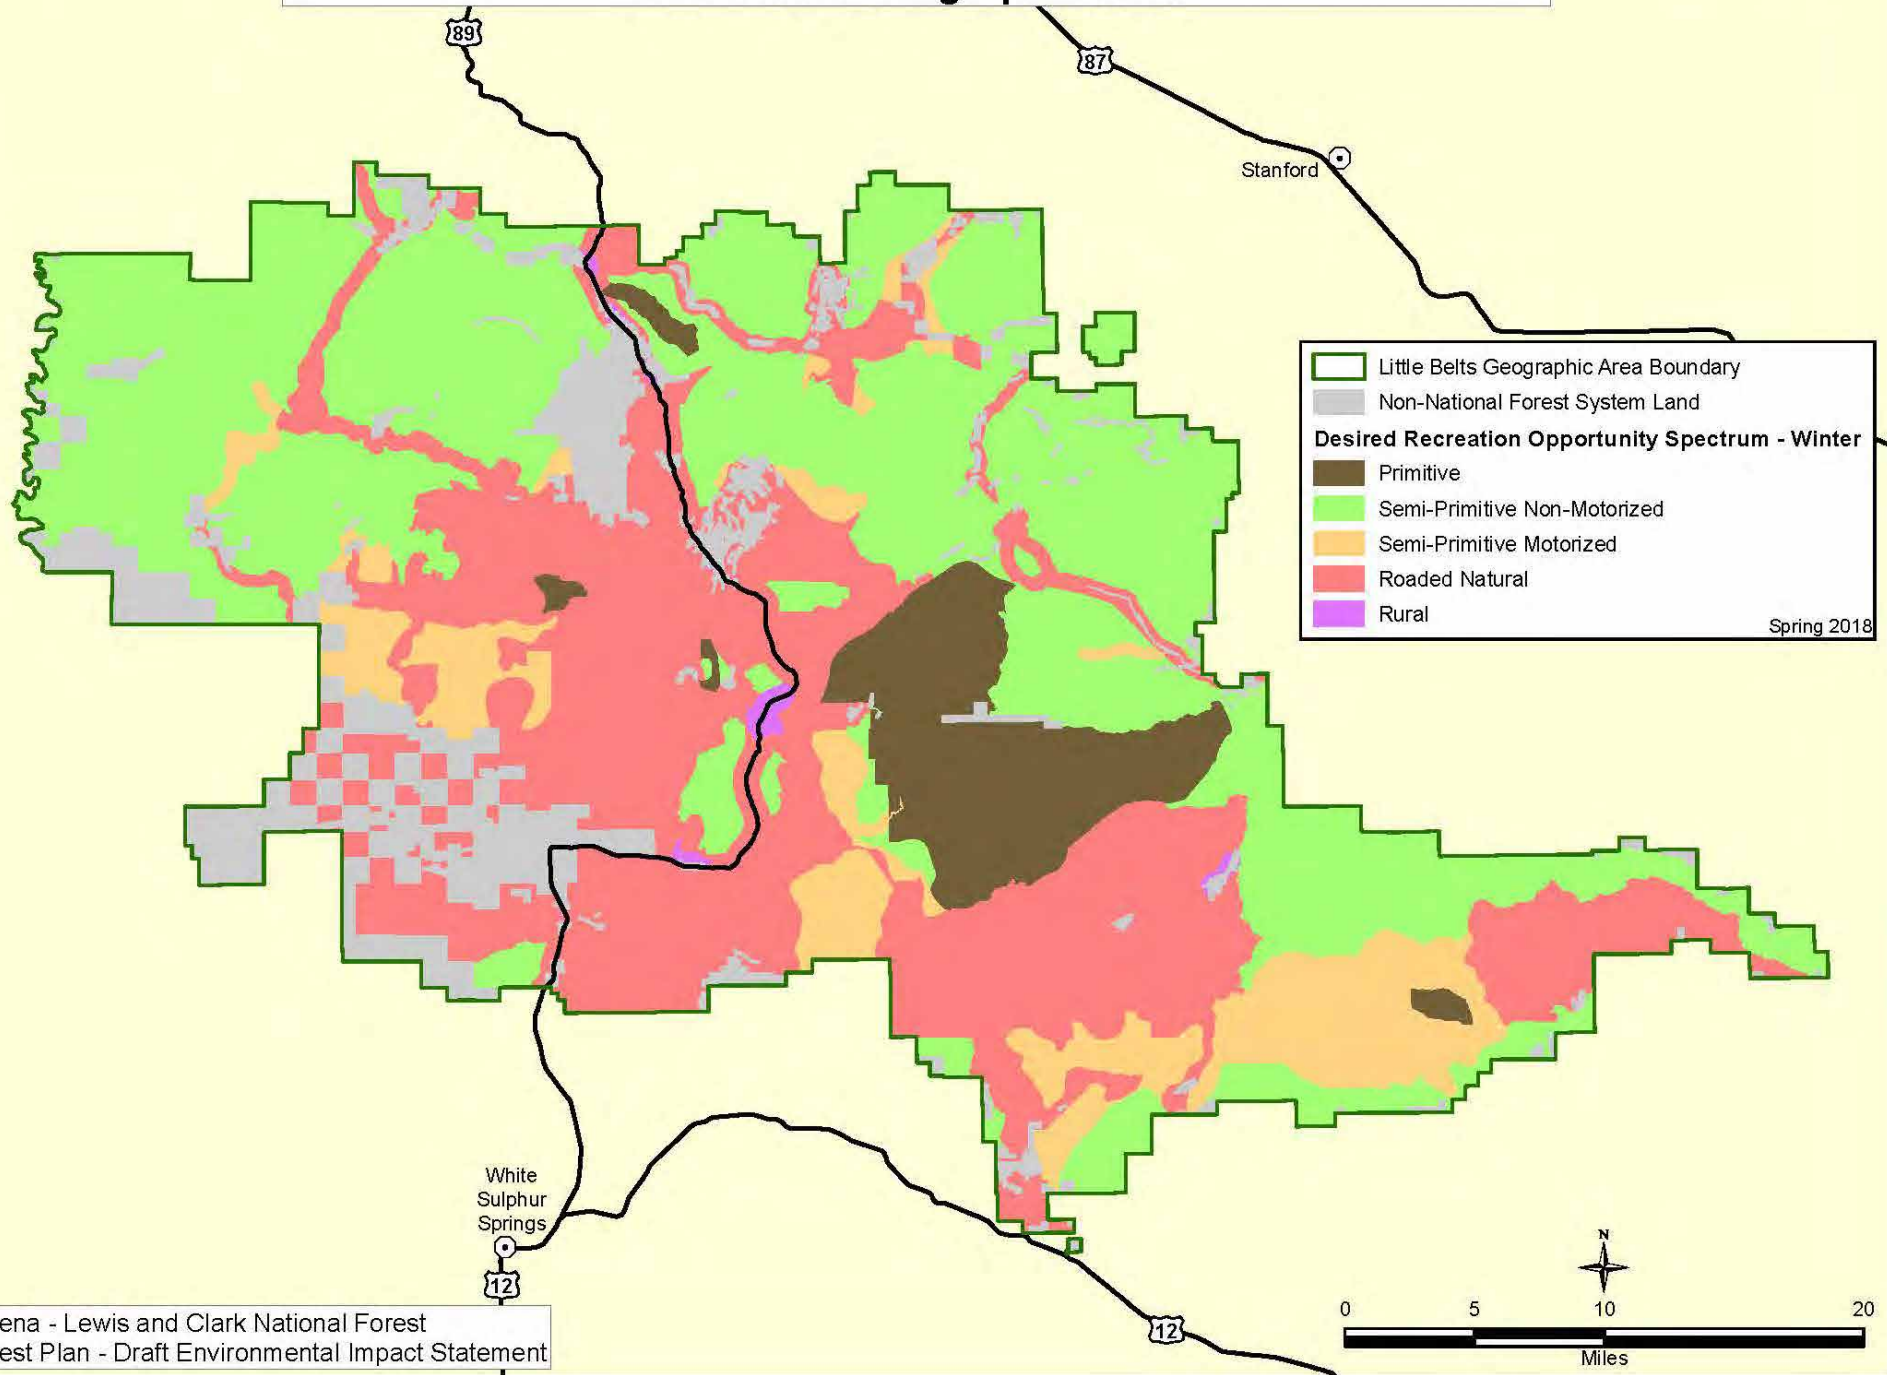 89
87
Stanford
Little Belts Geographic Area Boundary
Non-National Forest System Land
Desired Recreation Opportunity Spectrum - Winter
Primitive
Semi-Primitive Non-Motorized
Semi-Primitive Motorized
Roaded Natural
Rural
Spring 2018
White
Sulphur
Springs
12
12
N
0 5 10 20
Miles
ena - Lewis and Clark National Forest
est Plan - Draft Environmental Impact Statement